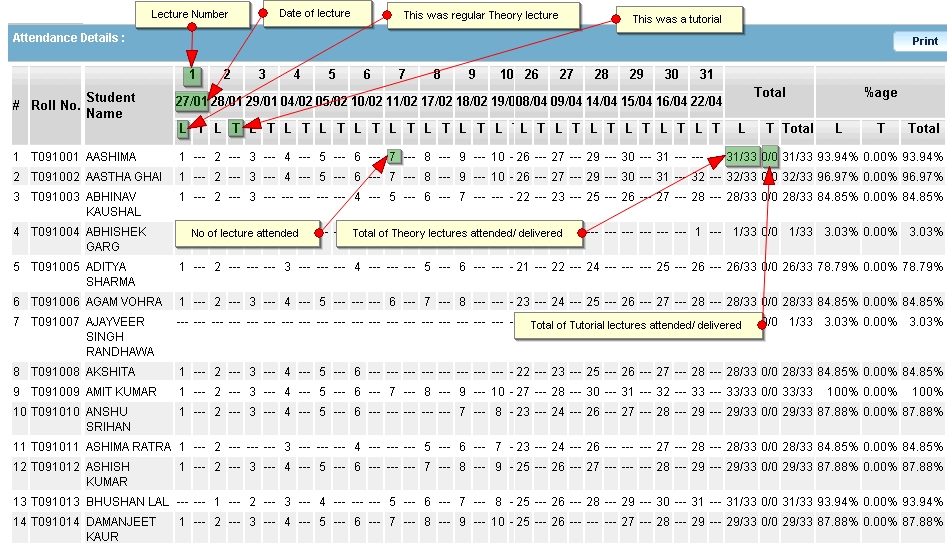 Lecture Number
Date of lecture
This was regular Theory lecture
This was a tutorial
Attendance Details :
Print
1 2 3 4 5 6 7 8 9 10 26 27 28 29 30 31
Total %age
# Roll No. Student Name
27/01 28/01 29/01 04/02 05/02 10/02 11/02 17/02 18/02 19/0 08/04 09/04 14/04 15/04 16/04 22/04
L T L T L T L T L T L T L T L T L T L L T L T L T L T L T L T L T Total L T Total
1 T091001 AASHIMA 1 --- 2 --- 3 --- 4 --- 5 --- 6 --- 7 --- 8 --- 9 --- 10 - 26 --- 27 --- 29 --- 30 --- 31 --- --- --- 31/33 0/0 31/33 93.94% 0.00% 93.94%
2 T091002 AASTHA GHAI 1 --- 2 --- 3 --- 4 --- 5 --- 6 --- 7 --- 8 --- 9 --- 10 - 26 --- 27 --- 29 --- 30 --- 31 --- 32 --- 32/33 0/0 32/33 96.97% 0.00% 96.97%
3 T091003 ABHINAV KAUSHAL 1 --- 2 --- 3 --- --- --- --- --- 4 --- 5 --- 6 --- 7 --- 8 - 22 --- 23 --- 25 --- 26 --- 27 --- 28 --- 28/33 0/0 28/33 84.85% 0.00% 84.85%
No of lecture attended
Total of Theory lectures attended/ delivered
4 T091004 ABHISHEK GARG --- --- --- --- --- --- --- --- --- 1 --- 1/33 0/0 1/33 3.03% 0.00% 3.03%
5 T091005 ADITYA SHARMA 1 --- 2 --- --- --- 3 --- --- --- 4 --- --- --- 5 --- 6 --- --- - 21 --- 22 --- 24 --- --- --- 25 --- 26 --- 26/33 0/0 26/33 78.79% 0.00% 78.79%
6 T091006 AGAM VOHRA 1 --- 2 --- 3 --- 4 --- 5 --- --- --- 6 --- 7 --- 8 --- --- - 23 --- 24 --- 25 --- 26 --- 27 --- 28 --- 28/33 0/0 28/33 84.85% 0.00% 84.85%
7 T091007 AJAYVEER SINGH RANDHAWA --- --- --- --- --- --- --- --- --- --- --- --- --- --- --- --- --- --- --- - 0/0 1/33 3.03% 0.00% 3.03%
Total of Tutorial lectures attended/ delivered
8 T091008 AKSHITA 1 --- 2 --- 3 --- 4 --- 5 --- 6 --- --- --- --- --- --- --- --- - 22 --- 23 --- 25 --- 26 --- 27 --- 28 --- 28/33 0/0 28/33 84.85% 0.00% 84.85%
9 T091009 AMIT KUMAR 1 --- 2 --- 3 --- 4 --- 5 --- 6 --- 7 --- 8 --- 9 --- 10 - 27 --- 28 --- 30 --- 31 --- 32 --- 33 --- 33/33 0/0 33/33 100% 0.00% 100%
10 T091010 ANSHU SRIHAN 1 --- 2 --- 3 --- 4 --- 5 --- 6 --- --- --- --- --- 7 --- 8 - 23 --- 24 --- 26 --- 27 --- 28 --- 29 --- 29/33 0/0 29/33 87.88% 0.00% 87.88%
11 T091011 ASHIMA RATRA 1 --- 2 --- --- --- 3 --- --- --- 4 --- --- --- 5 --- 6 --- 7 - 23 --- 24 --- 26 --- --- --- 27 --- 28 --- 28/33 0/0 28/33 84.85% 0.00% 84.85%
12 T091012 ASHISH KUMAR 1 --- 2 --- 3 --- 4 --- 5 --- 6 --- --- --- 7 --- 8 --- 9 - 25 --- 26 --- 27 --- --- --- 28 --- 29 --- 29/33 0/0 29/33 87.88% 0.00% 87.88%
13 T091013 BHUSHAN LAL --- --- 1 --- 2 --- 3 --- 4 --- --- --- 5 --- 6 --- 7 --- 8 - 25 --- 26 --- 28 --- 29 --- 30 --- 31 --- 31/33 0/0 31/33 93.94% 0.00% 93.94%
14 T091014 DAMANJEET KAUR 1 --- 2 --- 3 --- 4 --- 5 --- 6 --- 7 --- 8 --- 9 --- 10 - 25 --- 26 --- --- --- 27 --- 28 --- 29 --- 29/33 0/0 29/33 87.88% 0.00% 87.88%